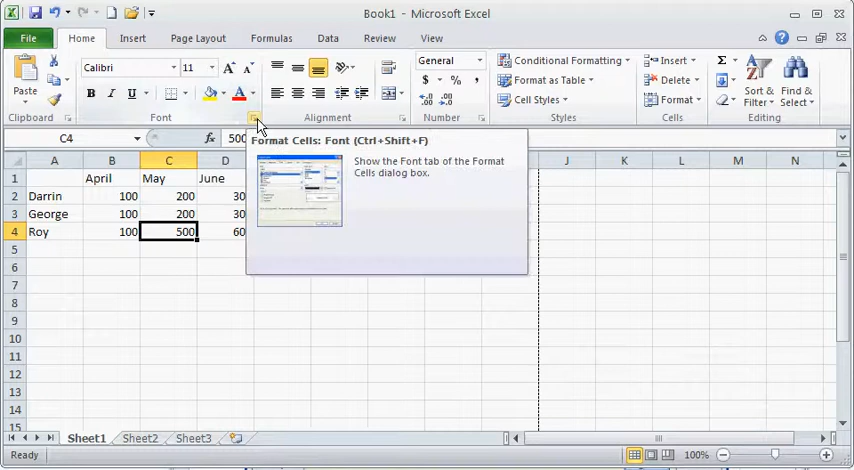 Book1 - Microsoft Excel
File Home Insert Page Layout Formulas Data Review View
Paste
Calibri 11 A A
B I U A
General
$ % ,
.00 .00
Conditional Formatting
Format as Table
Cell Styles
Insert
Delete
Format
Σ
Sort & Filter
Find & Select
Clipboard Font Alignment Number Styles Cells Editing
C4 fx 500
Format Cells: Font (Ctrl+Shift+F)
Show the Font tab of the Format
Cells dialog box.
A B C D J K L M N
1 April May June
2 Darrin 100 200 30
3 George 100 200 30
4 Roy 100 500 60
5
6
7
8
9
10
11
12
13
14
15
Sheet1 Sheet2 Sheet3
Ready 100%